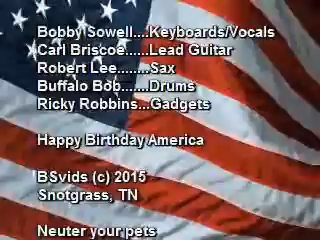 Bobby Sowell....Keyboards/Vocals
Carl Briscoe......Lead Guitar
Robert Lee........Sax
Buffalo Bob.......Drums
Ricky Robbins...Gadgets
Happy Birthday America
BSvids (c) 2015
Snotgrass, TN
Neuter your pets